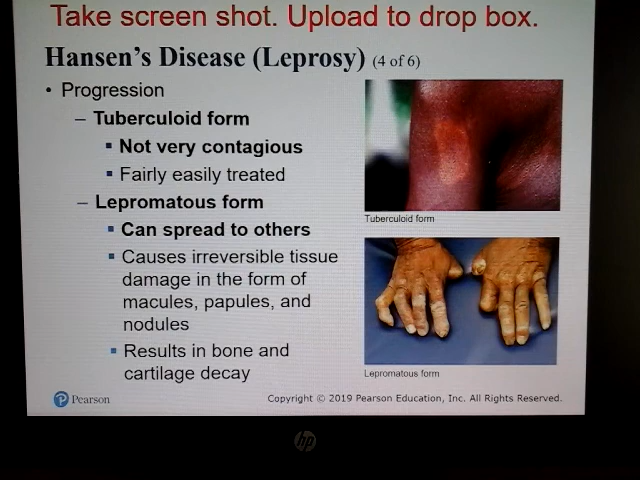 Take screen shot. Upload to drop box.
Hansen's Disease (Leprosy) (4 of 6)
• Progression
– Tuberculoid form
▪ Not very contagious
▪ Fairly easily treated
– Lepromatous form
▪ Can spread to others
▪ Causes irreversible tissue
damage in the form of
macules, papules, and
nodules
▪ Results in bone and
cartilage decay
Tuberculoid form
Lepromatous form
Pearson
Copyright © 2019 Pearson Education, Inc. All Rights Reserved.
hp